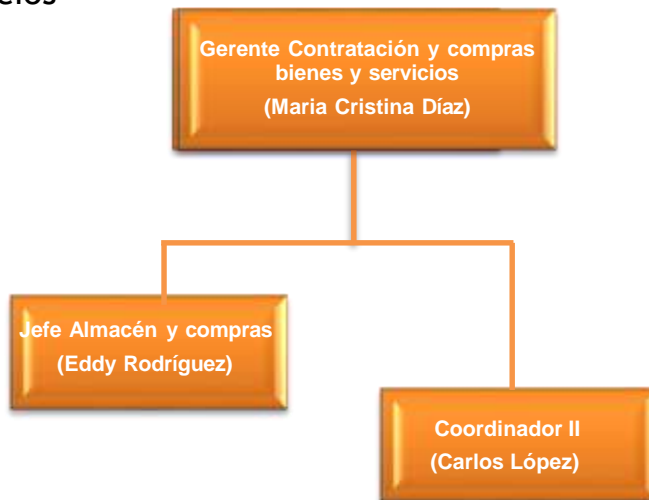 Gerente Contratación y compras
bienes y servicios
(Maria Cristina Díaz)
Jefe Almacén y compras
(Eddy Rodríguez)
Coordinador II
(Carlos López)